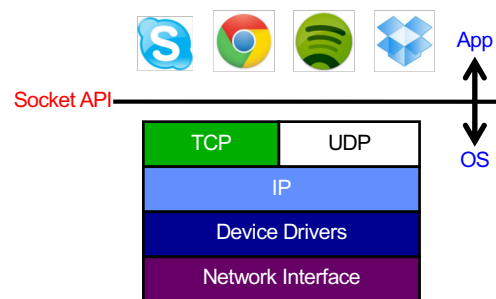 S
App
Socket API
TCP
UDP
OS
IP
Device Drivers
Network Interface